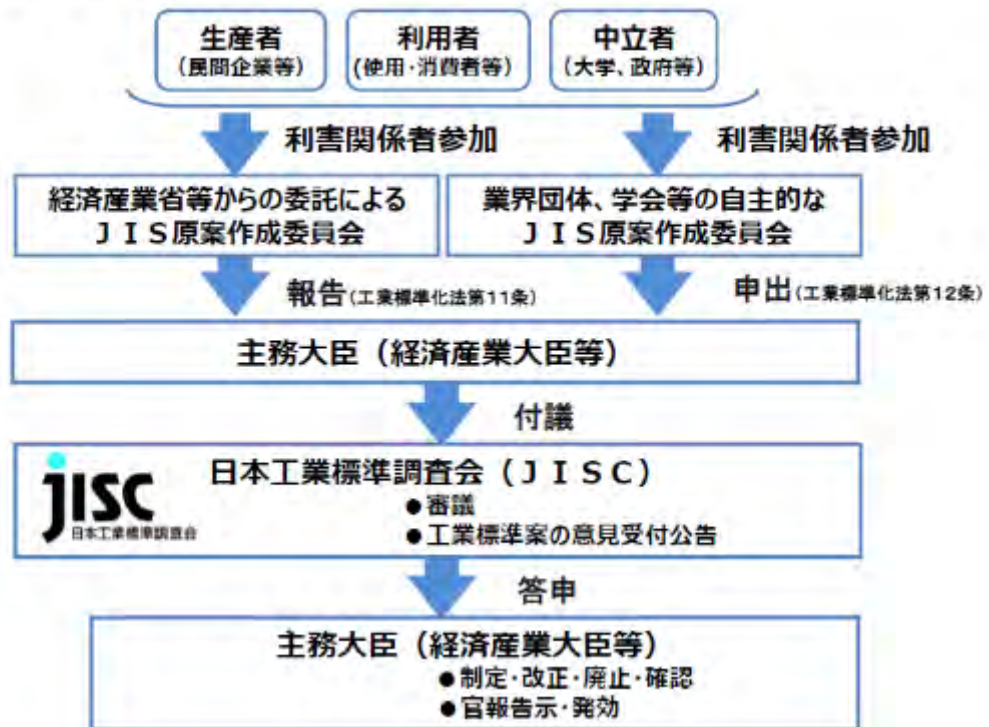 生産者
(民間企業等)
利用者
(使用・消費者等)
中立者
(大学、政府等)
利害関係者参加
利害関係者参加
経済産業省等からの委託による
ＪＩＳ原案作成委員会
業界団体、学会等の自主的な
ＪＩＳ原案作成委員会
報告(工業標準化法第11条)
申出(工業標準化法第12条)
主務大臣（経済産業大臣等）
付議
jISC
日本工業標準調査会
日本工業標準調査会（ＪＩＳＣ）
●審議
●工業標準案の意見受付公告
答申
主務大臣（経済産業大臣等）
●制定・改正・廃止・確認
●官報告示・発効